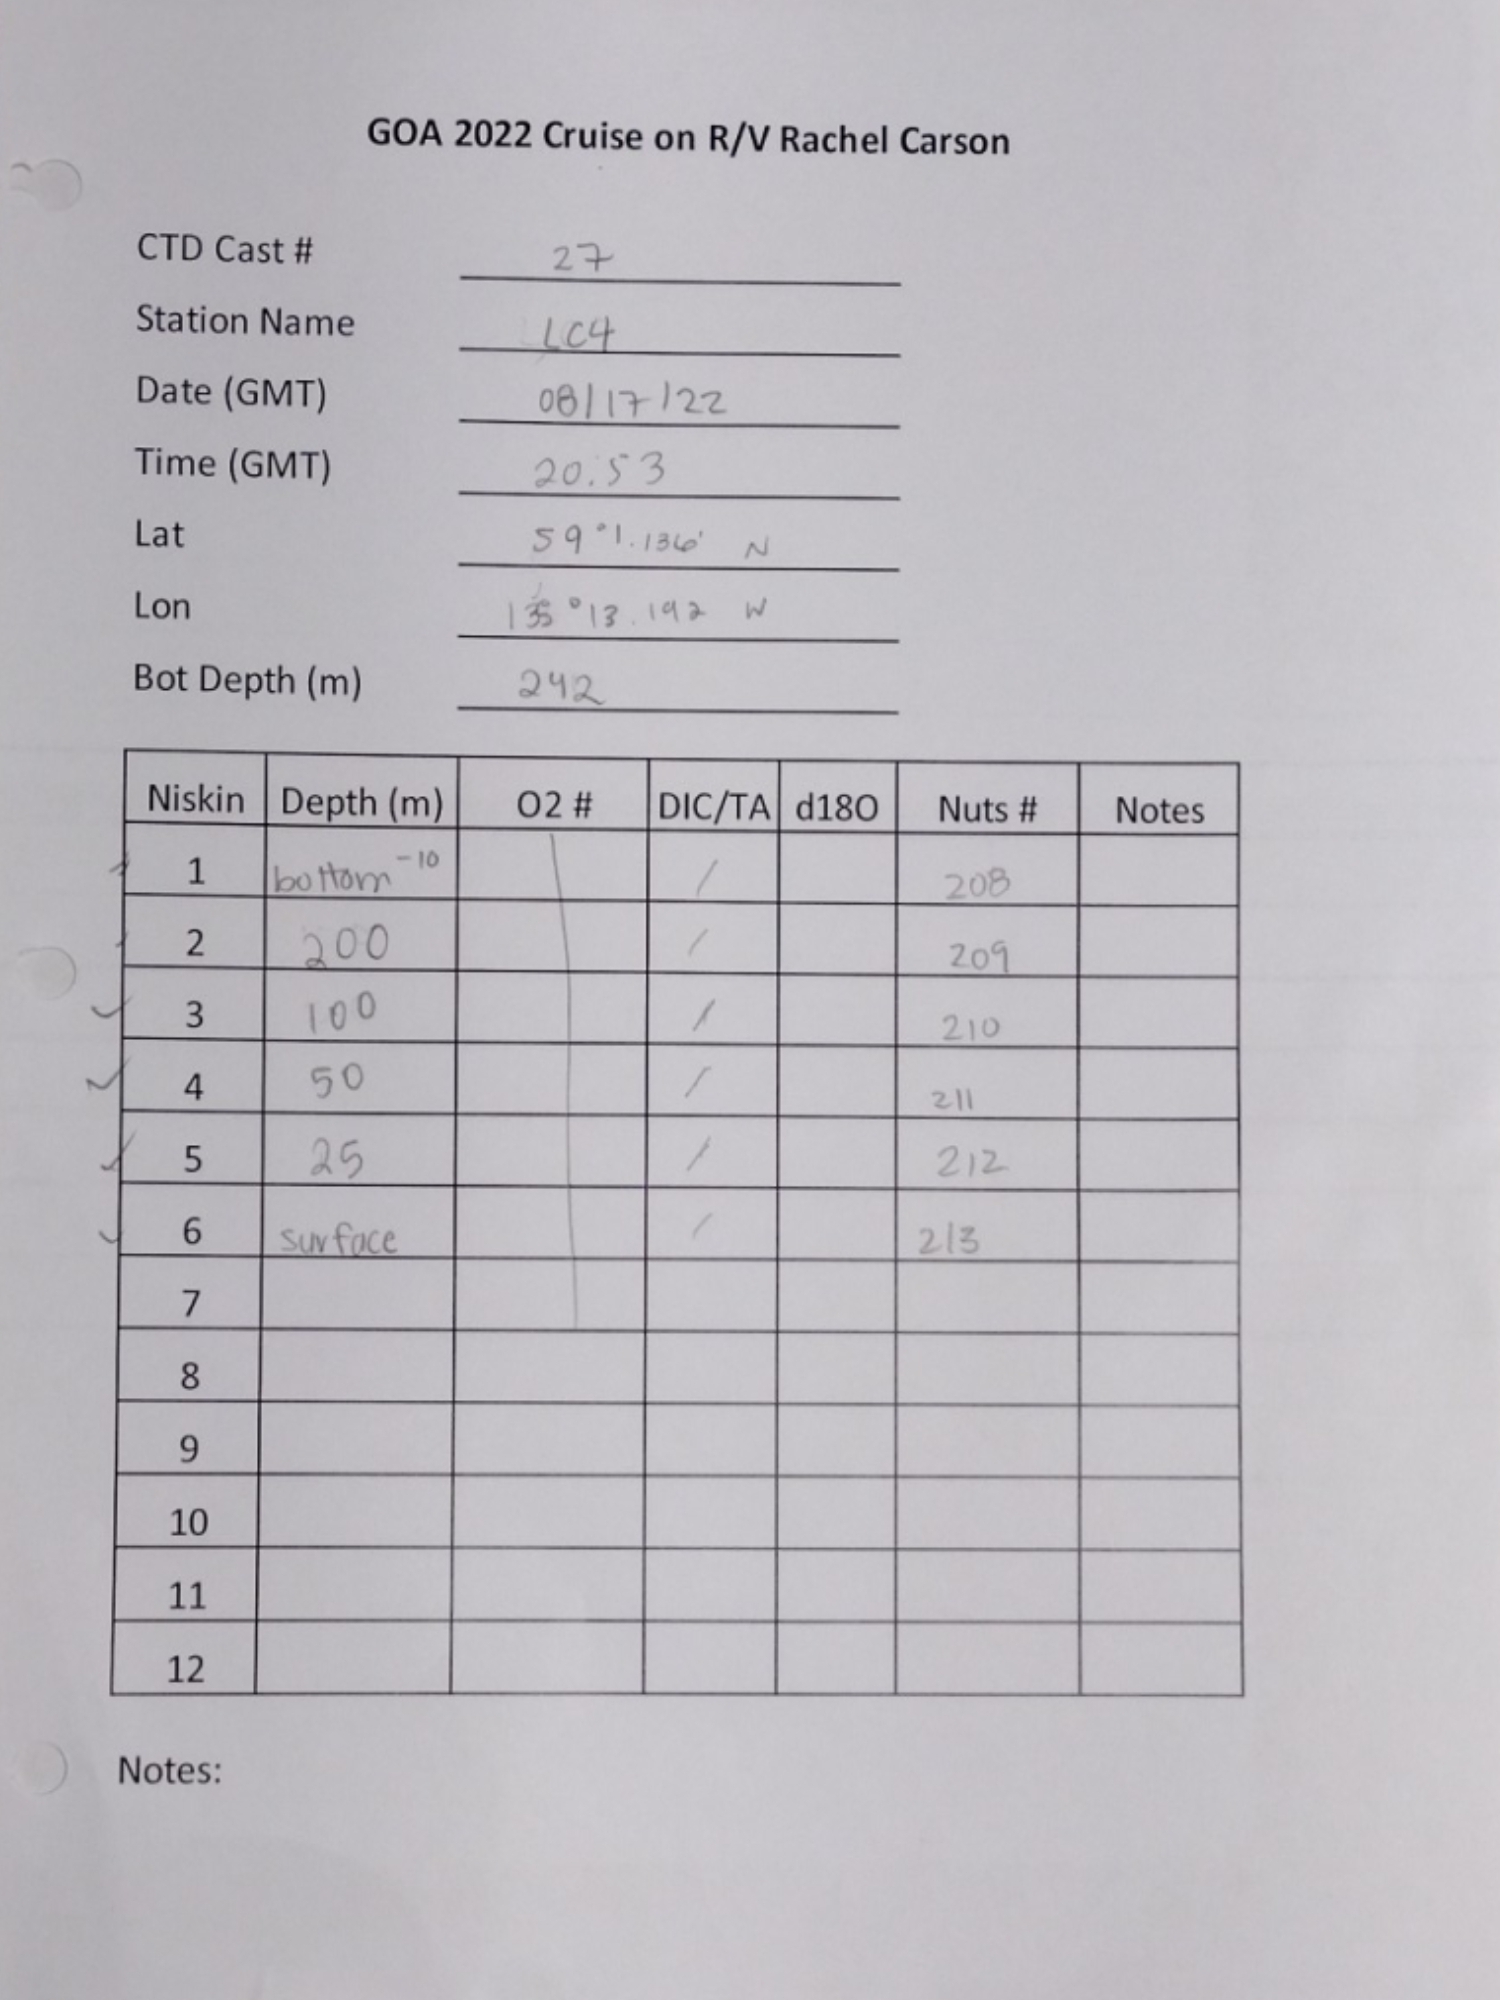 GOA 2022 Cruise on R/V Rachel Carson
CTD Cast # 27
Station Name LC4
Date (GMT) 08/17/22
Time (GMT) 20:53
Lat 59°1.136' N
Lon 135°13.192 W
Bot Depth (m) 242
Niskin Depth (m) O2 # DIC/TA d18O Nuts # Notes
1 bottom -10 / 208
2 200 / 209
3 100 / 210
4 50 / 211
5 25 / 212
6 surface / 213
7
8
9
10
11
12
Notes: